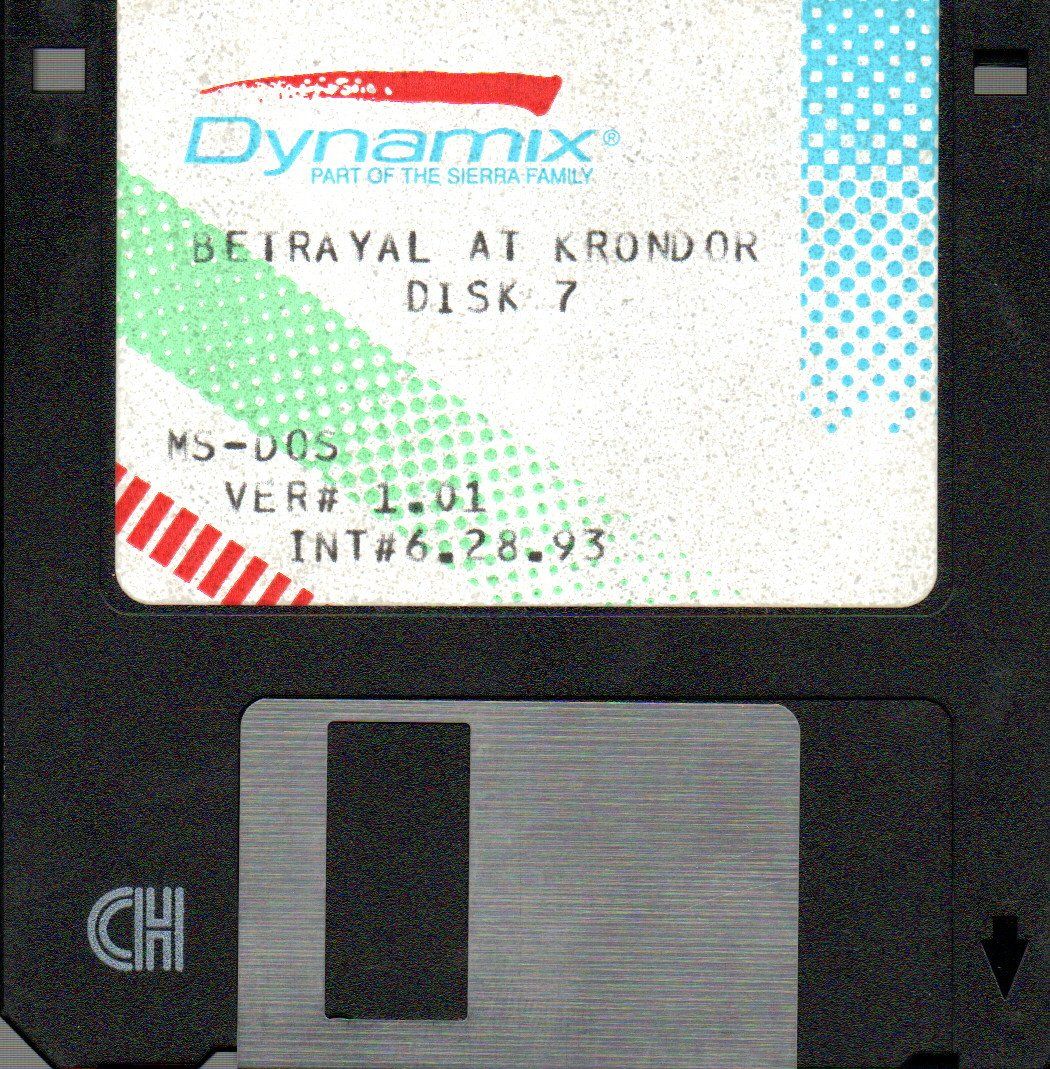 Dynamix®
PART OF THE SIERRA FAMILY
BETRAYAL AT KRONDOR
DISK 7
MS-DOS
VER# 1.01
INT#6.28.93
CH